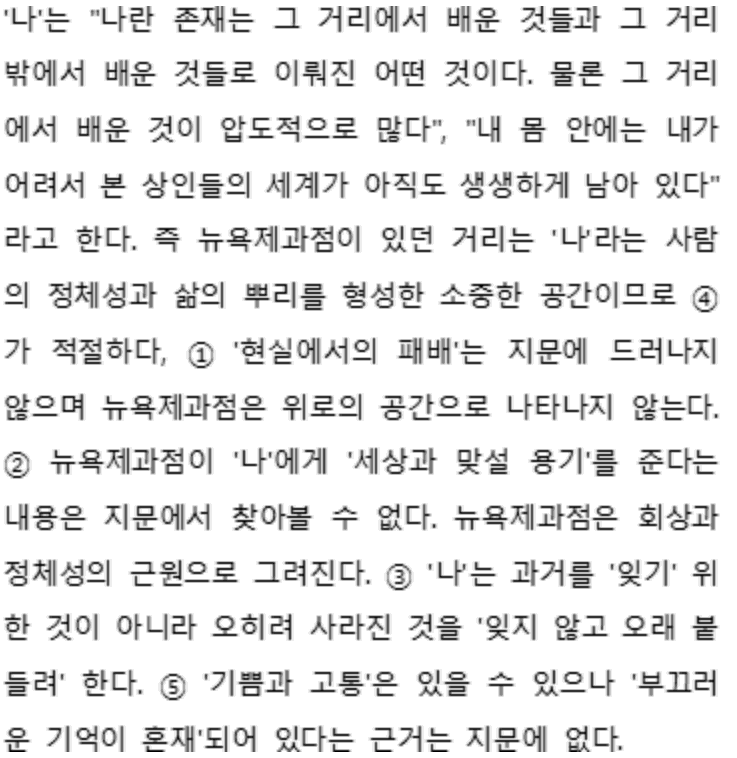 '나'는 "나란 존재는 그 거리에서 배운 것들과 그 거리
밖에서 배운 것들로 이뤄진 어떤 것이다. 물론 그 거리
에서 배운 것이 압도적으로 많다", "내 몸 안에는 내가
어려서 본 상인들의 세계가 아직도 생생하게 남아 있다"
라고 한다. 즉 뉴욕제과점이 있던 거리는 '나'라는 사람
의 정체성과 삶의 뿌리를 형성한 소중한 공간이므로 ④
가 적절하다, ① '현실에서의 패배'는 지문에 드러나지
않으며 뉴욕제과점은 위로의 공간으로 나타나지 않는다.
② 뉴욕제과점이 '나'에게 '세상과 맞설 용기'를 준다는
내용은 지문에서 찾아볼 수 없다. 뉴욕제과점은 회상과
정체성의 근원으로 그려진다. ③ '나'는 과거를 '잊기' 위
한 것이 아니라 오히려 사라진 것을 '잊지 않고 오래 붙
들려' 한다. ⑤ '기쁨과 고통'은 있을 수 있으나 '부끄러
운 기억이 혼재'되어 있다는 근거는 지문에 없다.